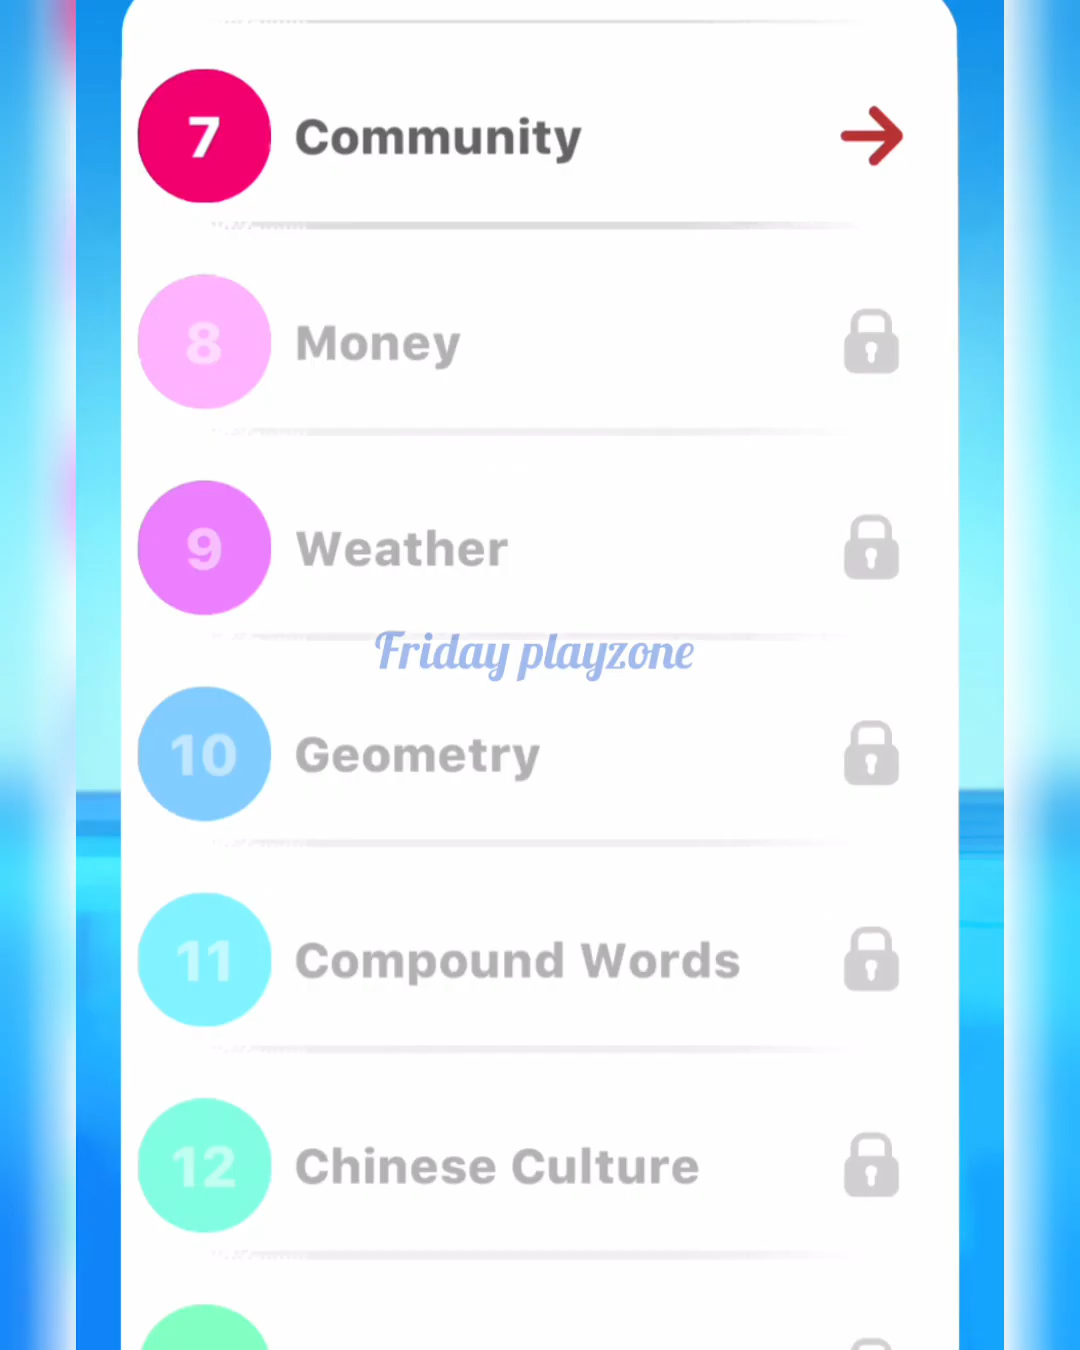 7 Community
8 Money
9 Weather
Friday playzone
10 Geometry
11 Compound Words
12 Chinese Culture